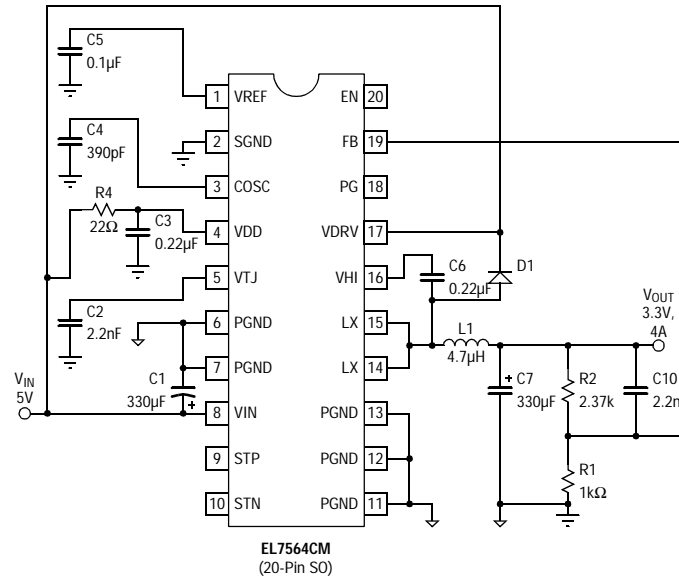 C5
0.1µF
C4
390pF
R4
22Ω
C3
0.22µF
C2
2.2nF
C1
330µF
+
VIN
5V
1 VREF
2 SGND
3 COSC
4 VDD
5 VTJ
6 PGND
7 PGND
8 VIN
9 STP
10 STN
EN 20
FB 19
PG 18
VDRV 17
VHI 16
LX 15
LX 14
PGND 13
PGND 12
PGND 11
C6
0.22µF
D1
L1
4.7µH
VOUT
3.3V,
4A
+
C7
330µF
R2
2.37k
C10
2.2n
R1
1kΩ
EL7564CM
(20-Pin SO)